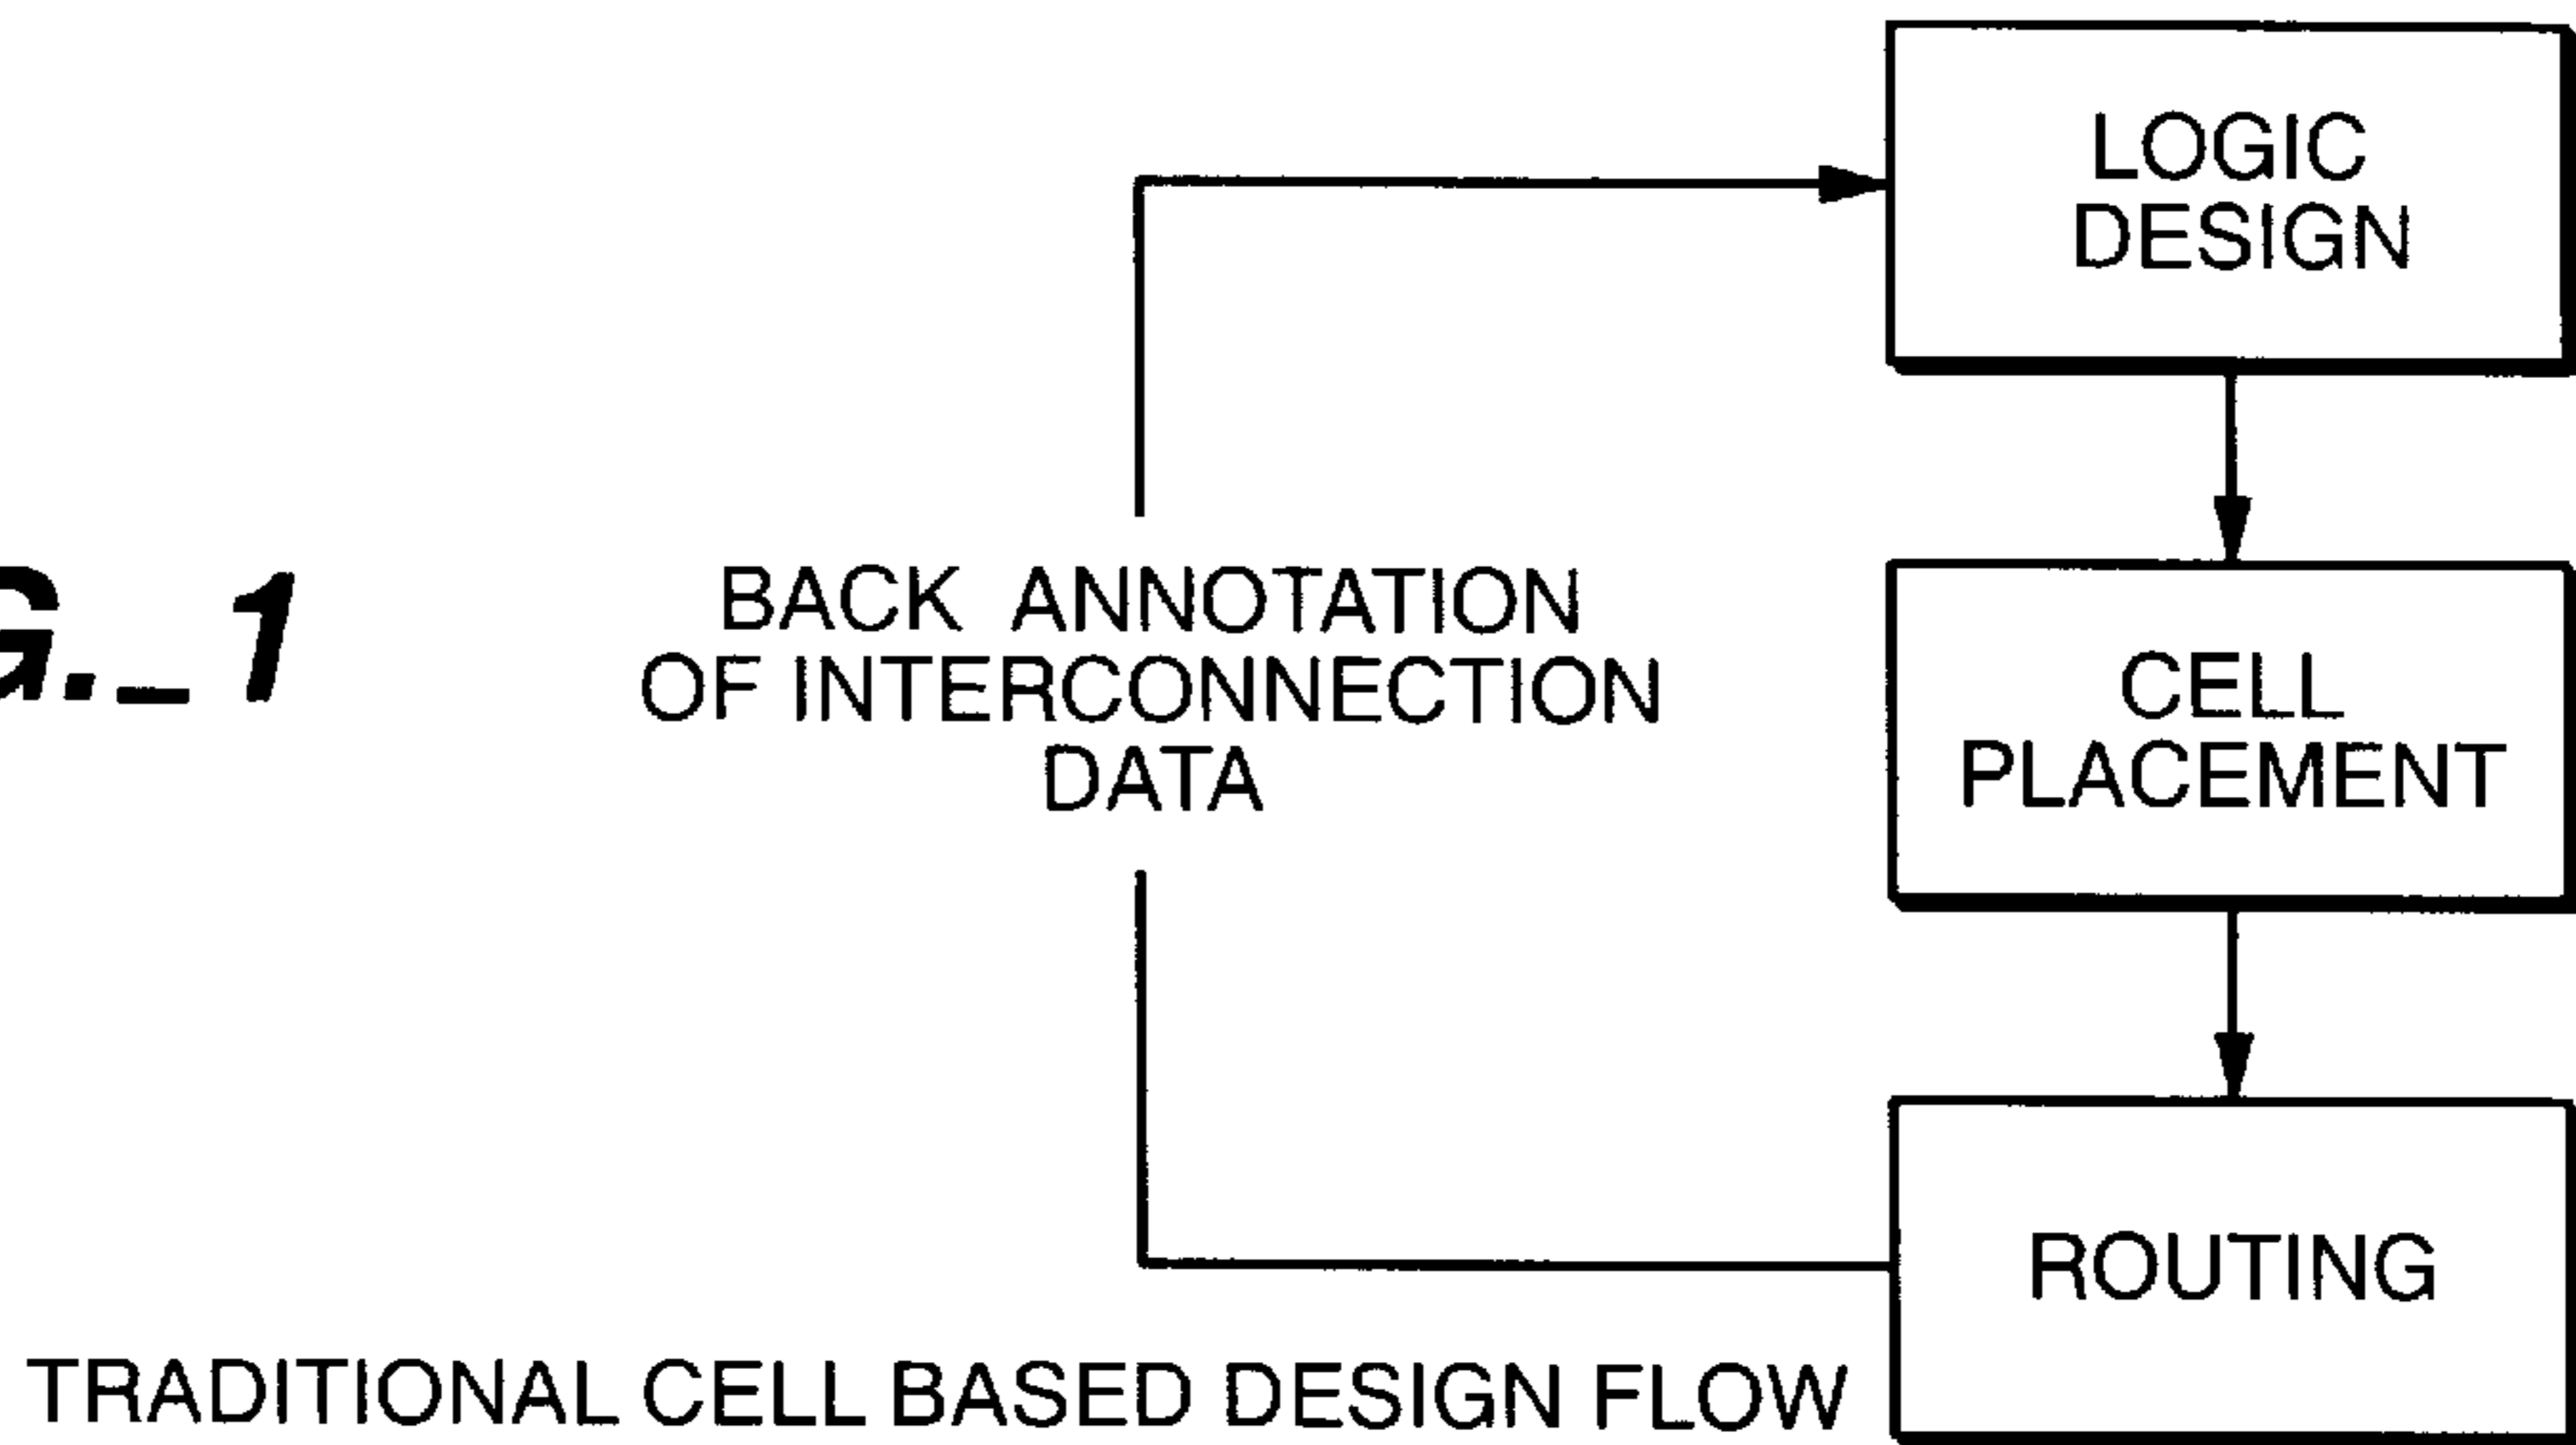 LOGIC
DESIGN
G._1
BACK ANNOTATION
OF INTERCONNECTION
DATA
CELL
PLACEMENT
ROUTING
TRADITIONAL CELL BASED DESIGN FLOW